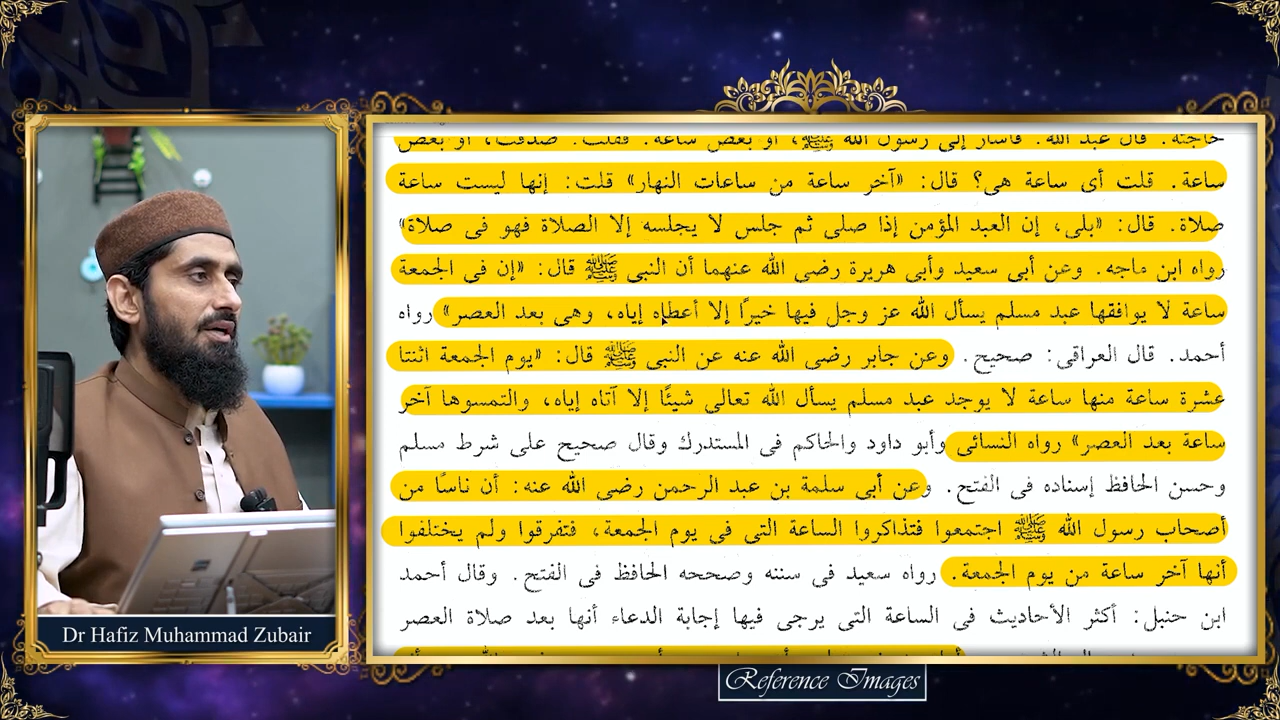 حاجته. قال عبد الله. فأشار إلى رسول الله ﷺ، أو بعض ساعة. فقلت. صدقت، أو بعض
ساعة. قلت أى ساعة هى؟ قال: «آخر ساعة من ساعات النهار» قلت: إنها ليست ساعة
صلاة. قال: «بلى، إن العبد المؤمن إذا صلى ثم جلس لا يجلسه إلا الصلاة فهو فى صلاة»
رواه ابن ماجه. وعن أبى سعيد وأبى هريرة رضى الله عنهما أن النبى ﷺ قال: «إن فى الجمعة
ساعة لا يوافقها عبد مسلم يسأل الله عز وجل فيها خيرًا إلا أعطاه إياه، وهى بعد العصر» رواه
أحمد. قال العراقى: صحيح. وعن جابر رضى الله عنه عن النبى ﷺ قال: «يوم الجمعة اثنتا
عشرة ساعة منها ساعة لا يوجد عبد مسلم يسأل الله تعالى شيئًا إلا آتاه إياه، والتمسوها آخر
ساعة بعد العصر» رواه النسائى وأبو داود والحاكم فى المستدرك وقال صحيح على شرط مسلم
وحسن الحافظ إسناده فى الفتح. وعن أبى سلمة بن عبد الرحمن رضى الله عنه: أن ناسًا من
أصحاب رسول الله ﷺ اجتمعوا فتذاكروا الساعة التى فى يوم الجمعة، فتفرقوا ولم يختلفوا
أنها آخر ساعة من يوم الجمعة. رواه سعيد فى سننه وصححه الحافظ فى الفتح. وقال أحمد
ابن حنبل: أكثر الأحاديث فى الساعة التى يرجى فيها إجابة الدعاء أنها بعد صلاة العصر
Dr Hafiz Muhammad Zubair
Reference Images